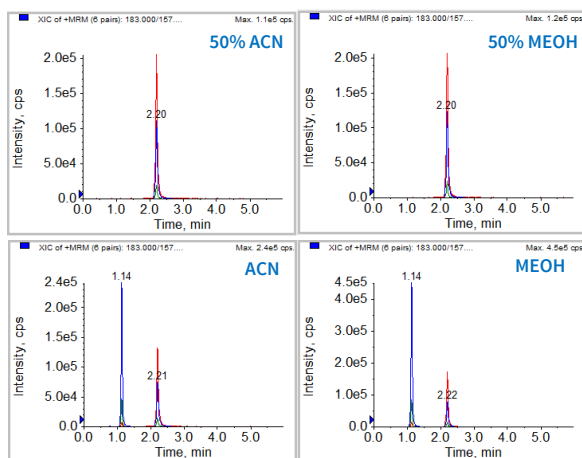 XIC of +MRM (6 pairs): 183.000/157.... Max. 1.1e5 cps.
50% ACN
2.0e5
1.5e5
1.0e5
5.0e4
0.0
Intensity, cps
2.20
0.0 1.0 2.0 3.0 4.0 5.0
Time, min
XIC of +MRM (6 pairs): 183.000/157.... Max. 1.2e5 cps.
50% MEOH
2.0e5
1.5e5
1.0e5
5.0e4
0.0
Intensity, cps
2.20
0.0 1.0 2.0 3.0 4.0 5.0
Time, min
XIC of +MRM (6 pairs): 183.000/157.... Max. 2.4e5 cps.
ACN
2.4e5
2.0e5
1.5e5
1.0e5
5.0e4
0.0
Intensity, cps
1.14
2.21
0.0 1.0 2.0 3.0 4.0 5.0
Time, min
XIC of +MRM (6 pairs): 183.000/157.... Max. 4.5e5 cps.
MEOH
4.5e5
4.0e5
3.0e5
2.0e5
1.0e5
0.0
Intensity, cps
1.14
2.22
0.0 1.0 2.0 3.0 4.0 5.0
Time, min